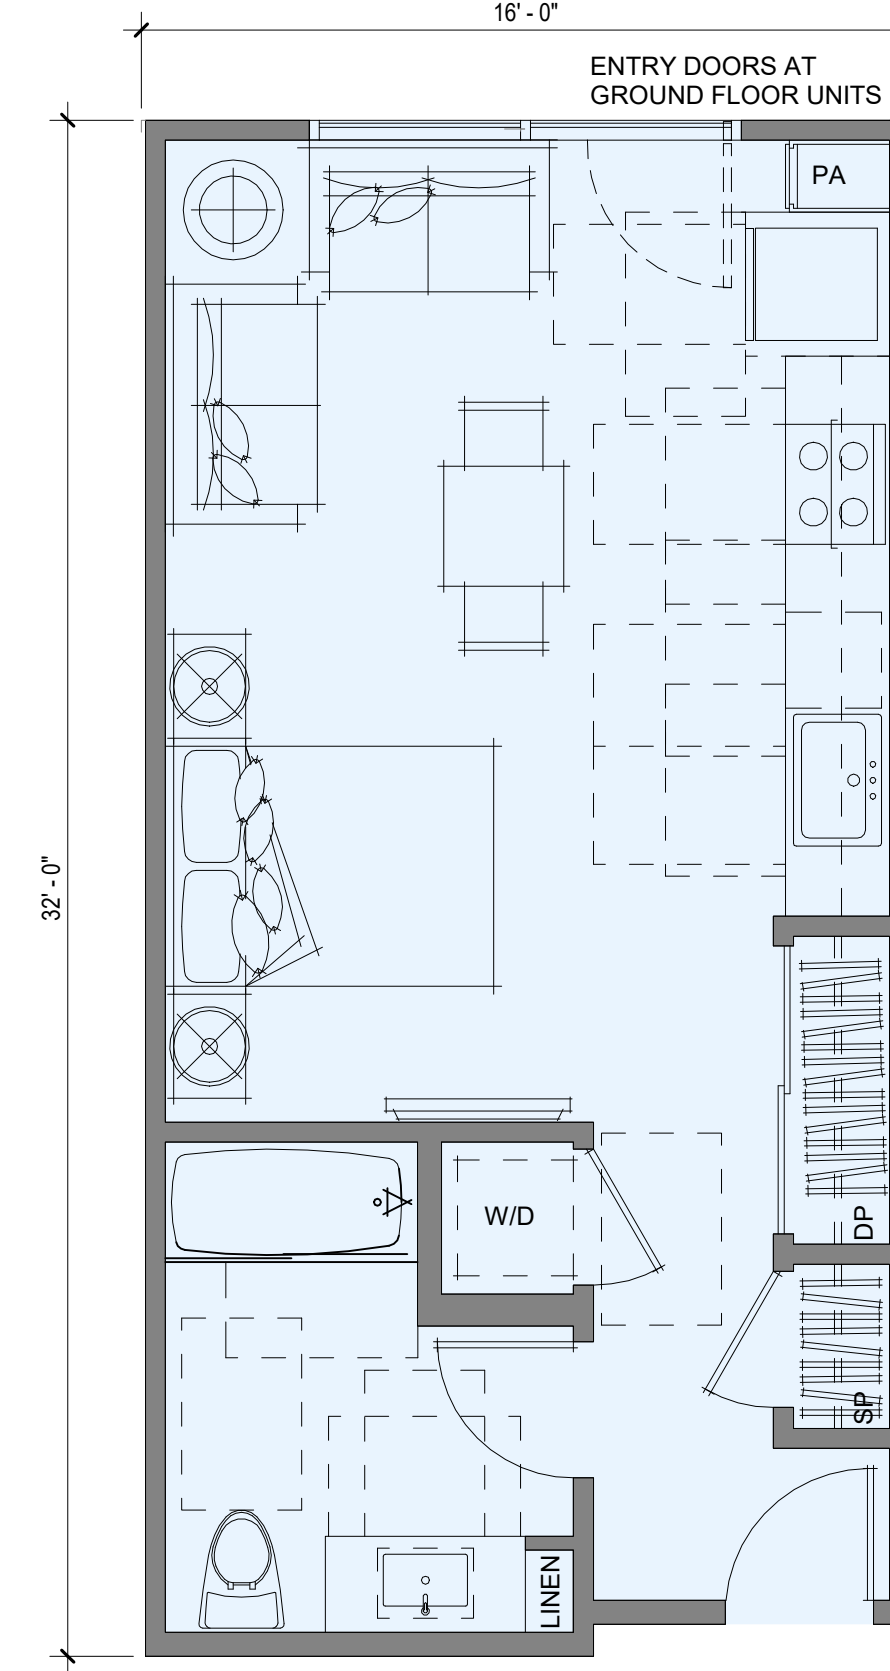 16' - 0"
ENTRY DOORS AT
GROUND FLOOR UNITS
PA
32' - 0"
W/D
DP
SP
LINEN